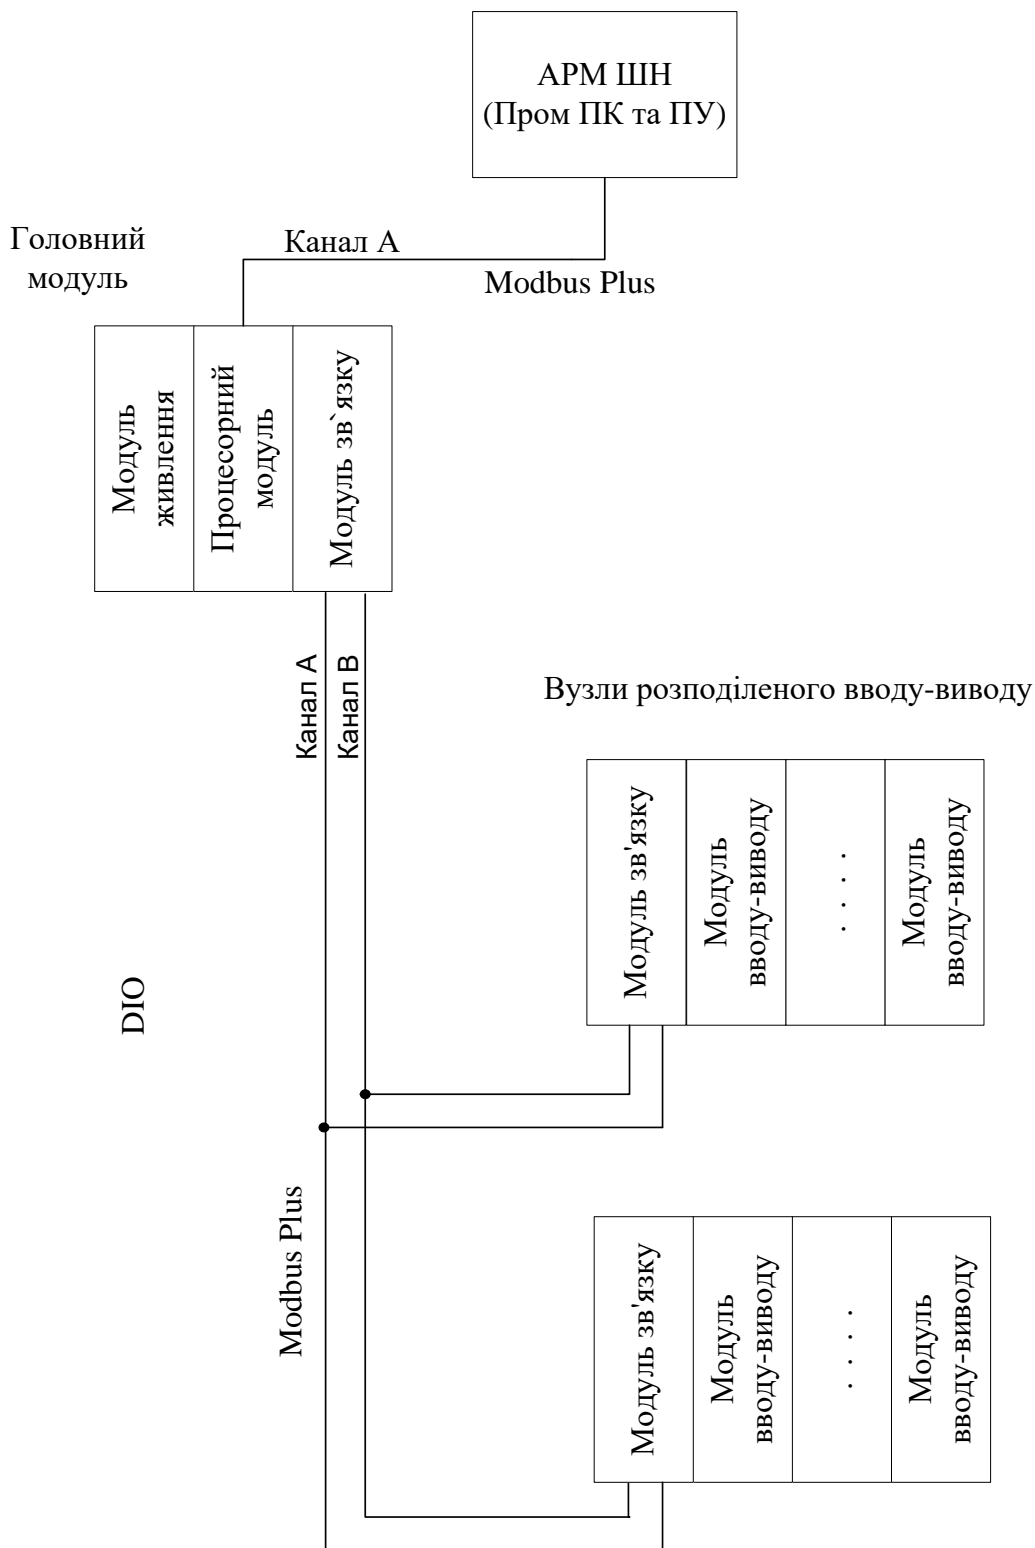 АРМ ШН
(Пром ПК та ПУ)
Головний
модуль
Канал А
Modbus Plus
Модуль
живлення
Процесорний
модуль
Модуль зв`язку
Канал А
Канал В
Вузли розподіленого вводу-виводу
Модуль зв'язку
Модуль
вводу-виводу
. . . .
Модуль
вводу-виводу
DIO
Modbus Plus
Модуль зв'язку
Модуль
вводу-виводу
. . . .
Модуль
вводу-виводу